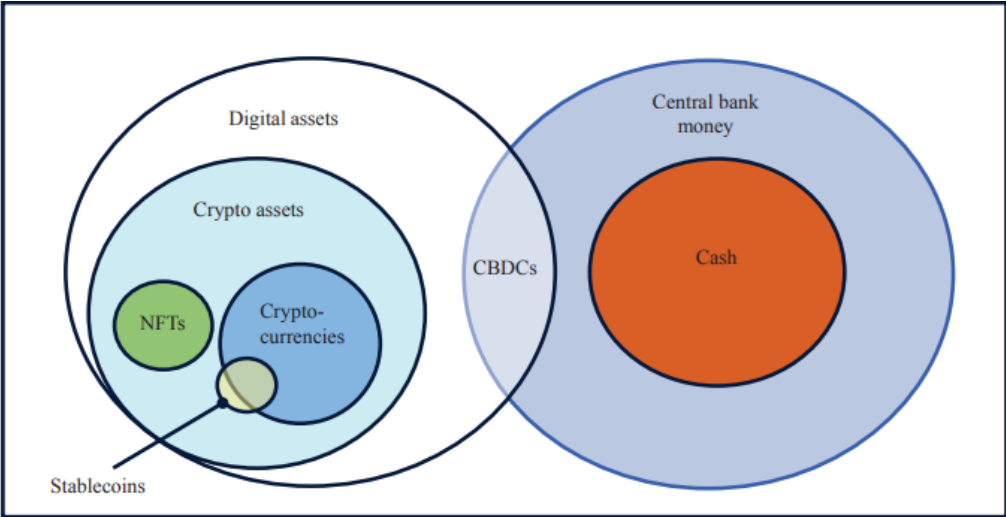 Digital assets
Central bank
money
Crypto assets
CBDCs
Cash
NFTs
Crypto-
currencies
Stablecoins